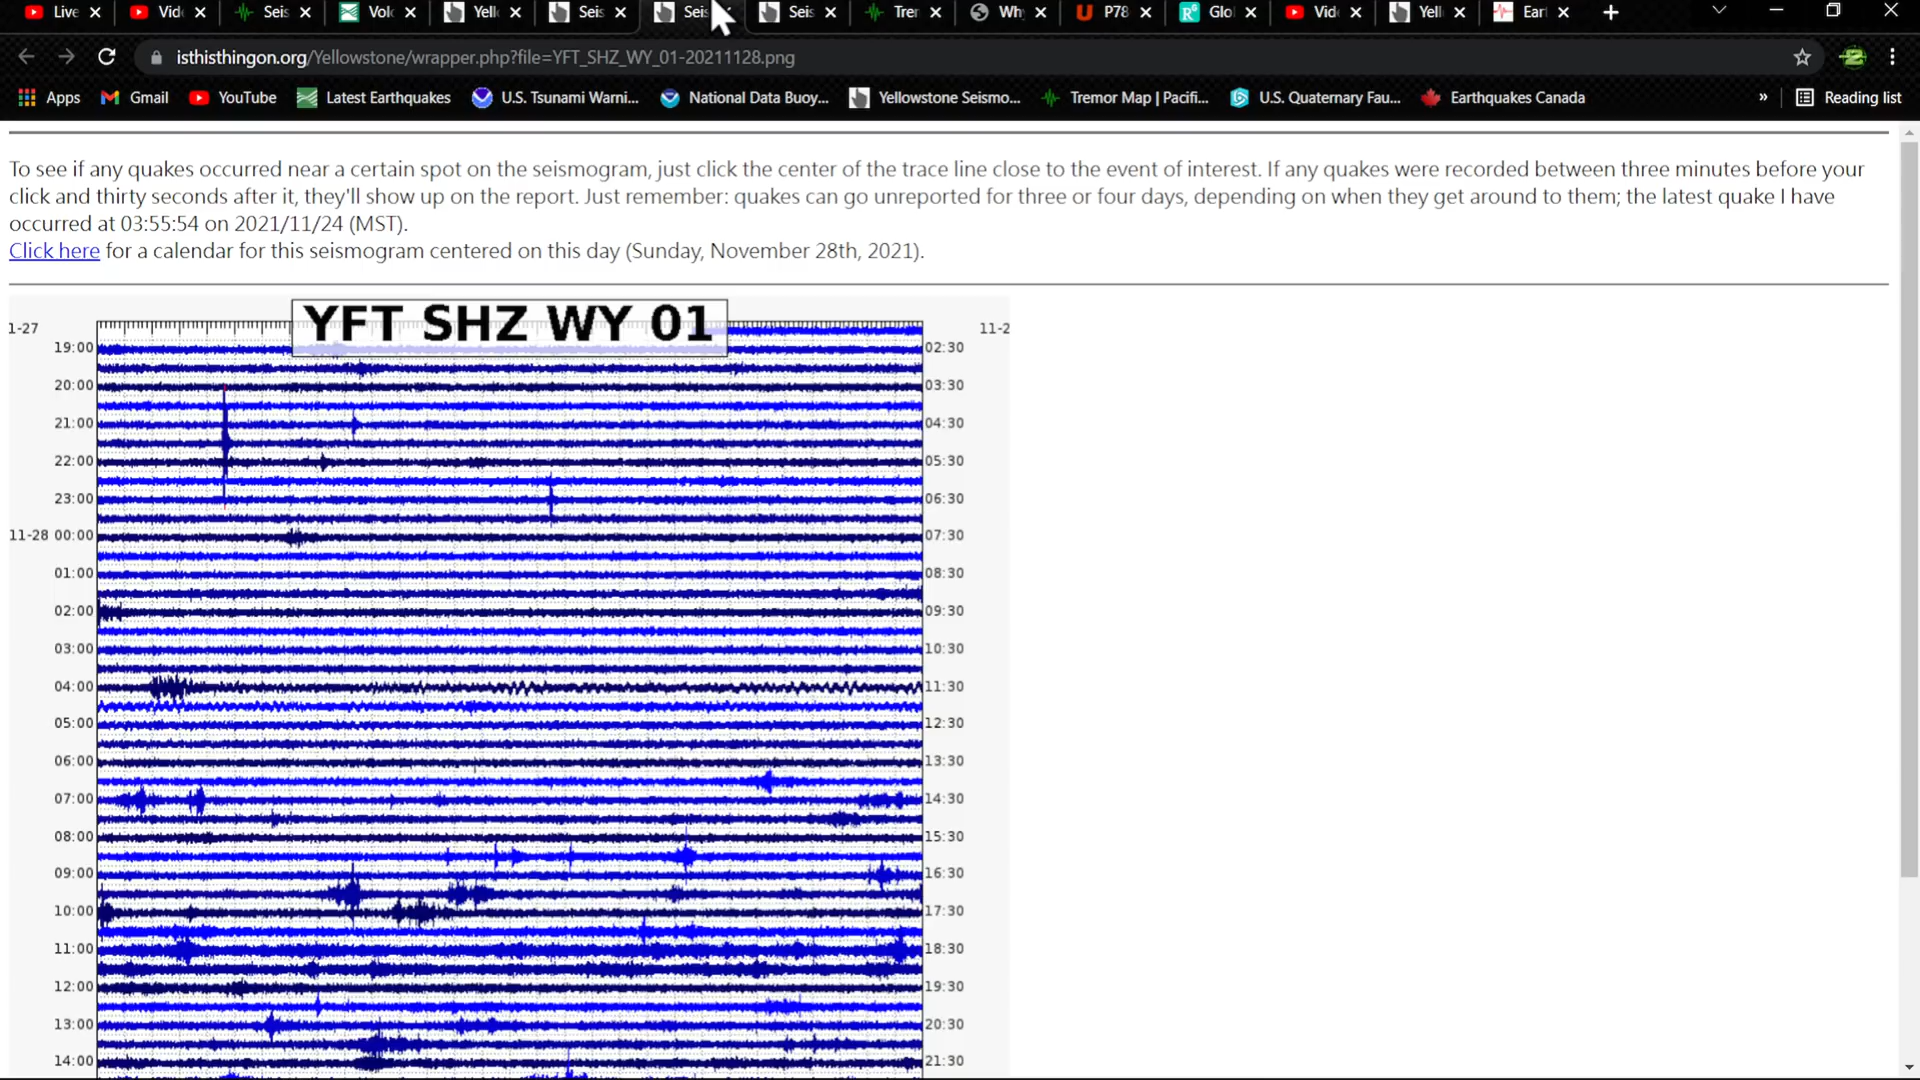 Live
Vid
Seis
Volc
Yell
Seis
Seis
Seis
Trer
Wh
P78
Glo
Vid
Yell
Eart
isthisthingon.org/Yellowstone/wrapper.php?file=YFT_SHZ_WY_01-20211128.png
Apps Gmail YouTube Latest Earthquakes U.S. Tsunami Warni... National Data Buoy... Yellowstone Seismo... Tremor Map | Pacifi... U.S. Quaternary Fau... Earthquakes Canada » Reading list
To see if any quakes occurred near a certain spot on the seismogram, just click the center of the trace line close to the event of interest. If any quakes were recorded between three minutes before your
click and thirty seconds after it, they'll show up on the report. Just remember: quakes can go unreported for three or four days, depending on when they get around to them; the latest quake I have
occurred at 03:55:54 on 2021/11/24 (MST).
Click here for a calendar for this seismogram centered on this day (Sunday, November 28th, 2021).
YFT SHZ WY 01
1-27 11-2
19:00 02:30
20:00 03:30
21:00 04:30
22:00 05:30
23:00 06:30
11-28 00:00 07:30
01:00 08:30
02:00 09:30
03:00 10:30
04:00 11:30
05:00 12:30
06:00 13:30
07:00 14:30
08:00 15:30
09:00 16:30
10:00 17:30
11:00 18:30
12:00 19:30
13:00 20:30
14:00 21:30